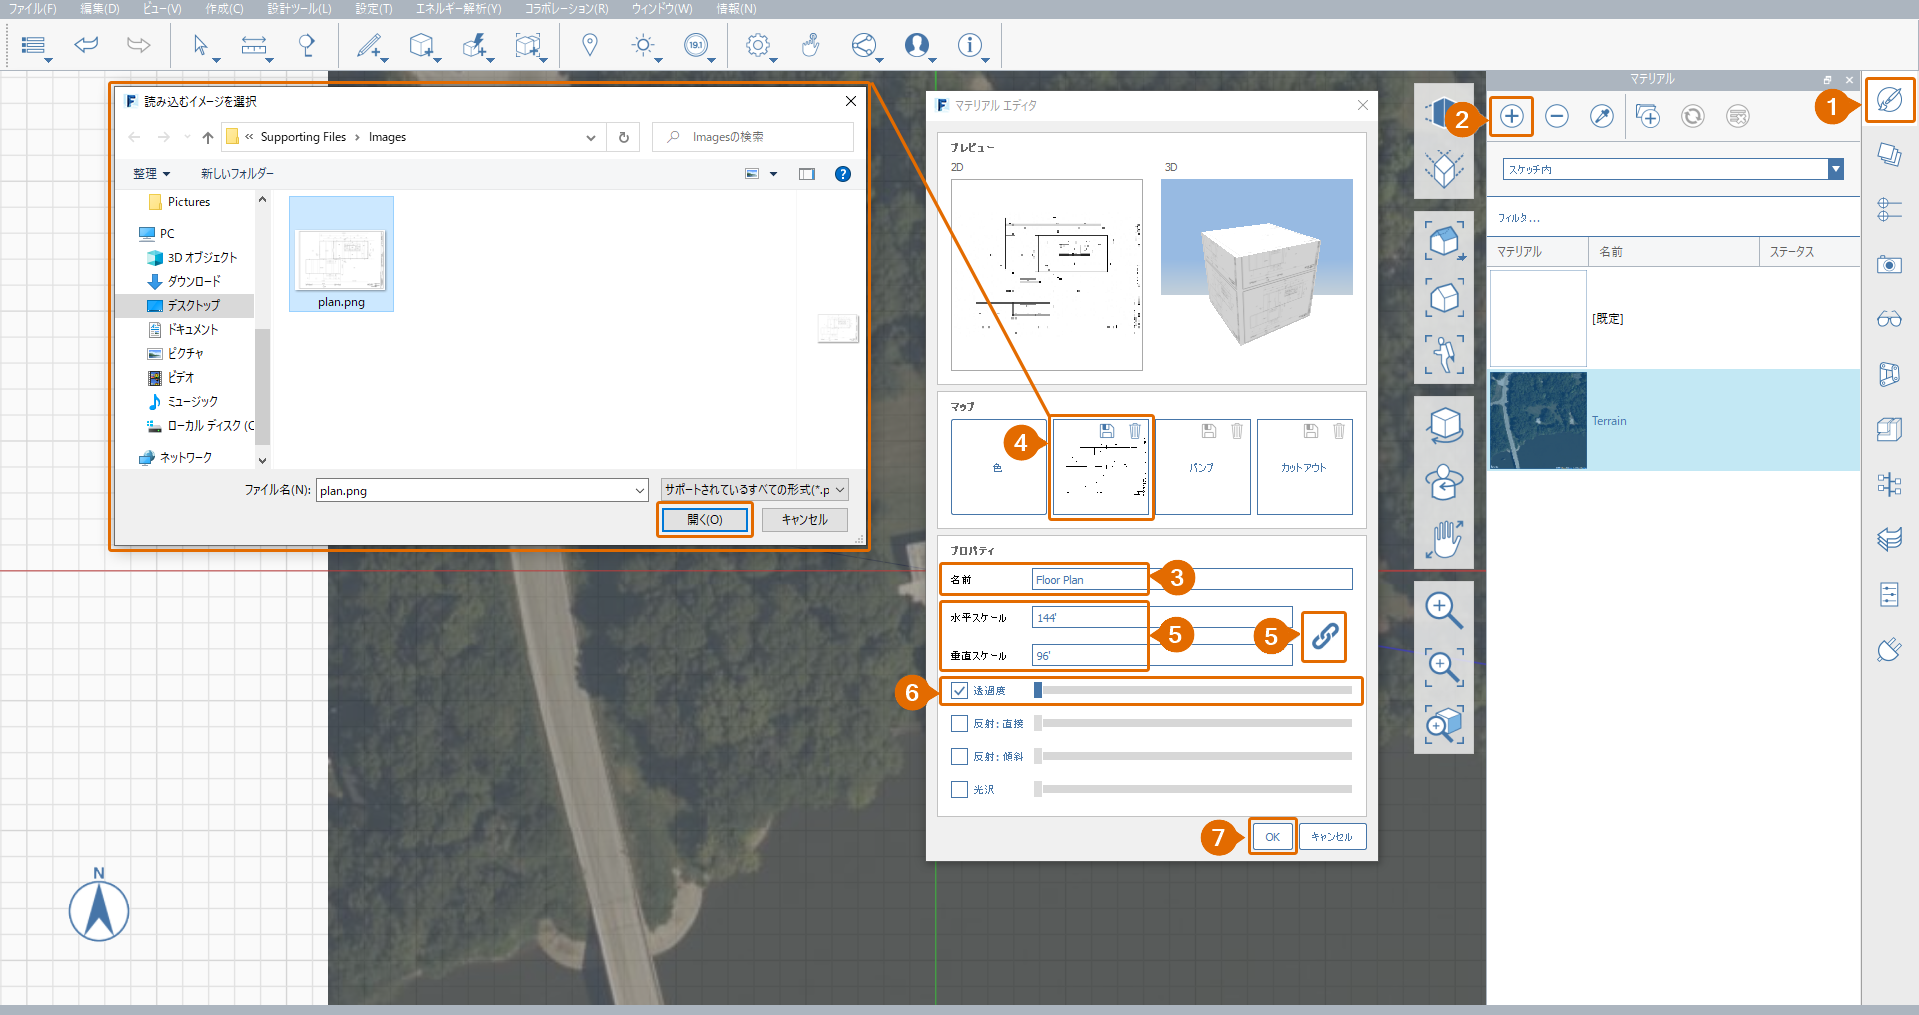 ファイル(F) 編集(D) ビュー(V) 作成(C) 設計ツール(L) 設定(T) エネルギー解析(Y) コラボレーション(R) ウィンドウ(W) 情報(N)
19.1
読み込むイメージを選択
« Supporting Files › Images
Imagesの検索
整理
新しいフォルダー
?
Pictures
PC
3D オブジェクト
ダウンロード
デスクトップ
ドキュメント
ピクチャ
ビデオ
ミュージック
ローカル ディスク (C
ネットワーク
plan.png
ファイル名(N):
plan.png
サポートされているすべての形式(*.p
開く(O)
キャンセル
N
マテリアル エディタ
プレビュー
2D
3D
マップ
色
4
バンプ
カットアウト
プロパティ
名前
Floor Plan
3
水平スケール
144'
5
5
垂直スケール
96'
6
透過度
反射: 直接
反射: 傾斜
光沢
7
OK
キャンセル
マテリアル
1
2
スケッチ内
フィルタ...
マテリアル 名前 ステータス
[既定]
Terrain